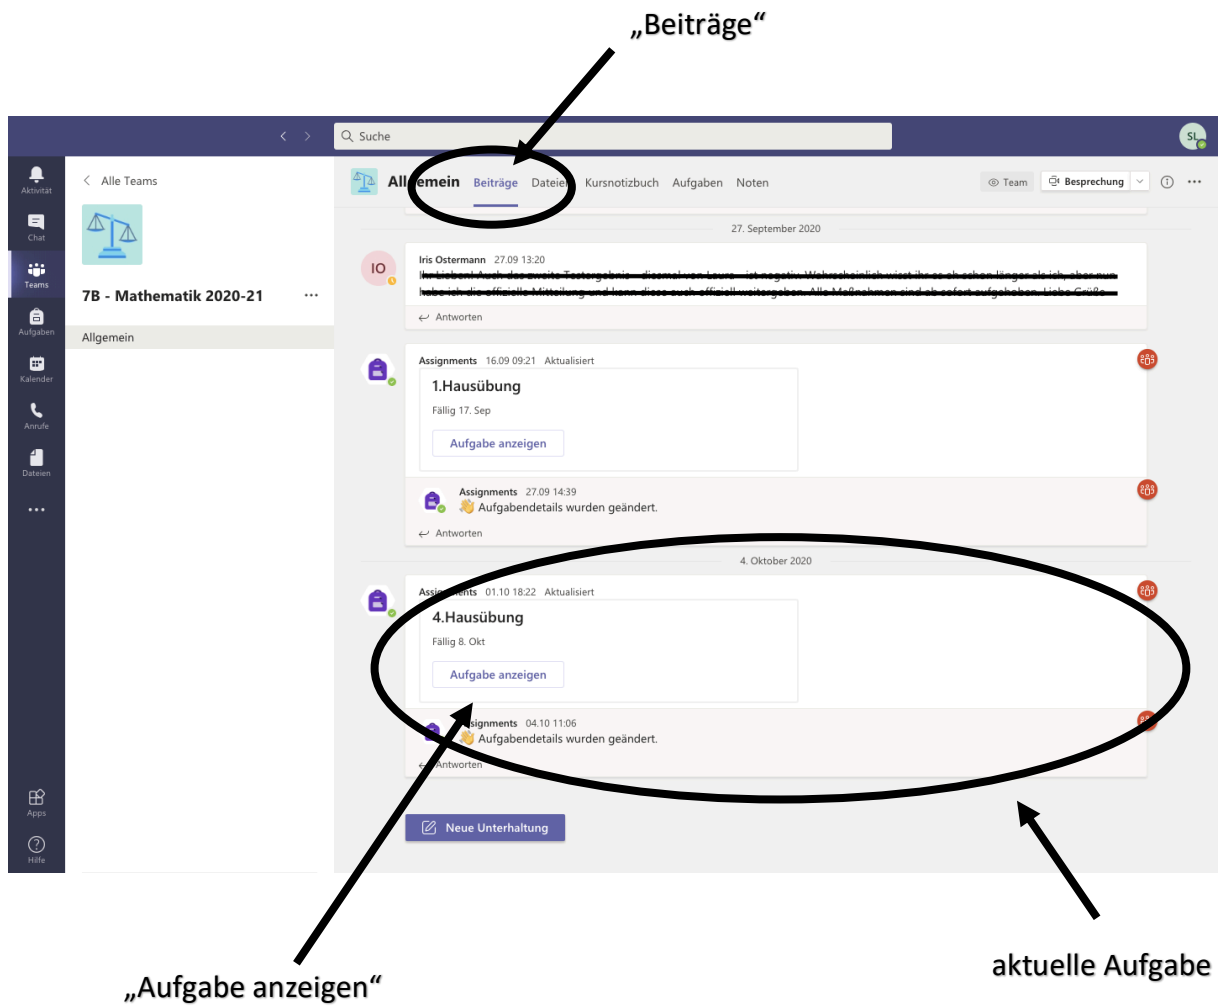 „Beiträge“
Suche
SL
Aktivität
Chat
Teams
Aufgaben
Kalender
Anrufe
Dateien
Apps
Hilfe
Alle Teams
7B - Mathematik 2020-21
Allgemein
Allgemein Beiträge Dateien Kursnotizbuch Aufgaben Noten
Team
Besprechung
27. September 2020
IO
Iris Ostermann 27.09 13:20
Antworten
Assignments 16.09 09:21 Aktualisiert
1.Hausübung
Fällig 17. Sep
Aufgabe anzeigen
Assignments 27.09 14:39
Aufgabendetails wurden geändert.
Antworten
4. Oktober 2020
Assignments 01.10 18:22 Aktualisiert
4.Hausübung
Fällig 8. Okt
Aufgabe anzeigen
Assignments 04.10 11:06
Aufgabendetails wurden geändert.
Antworten
Neue Unterhaltung
aktuelle Aufgabe
„Aufgabe anzeigen“